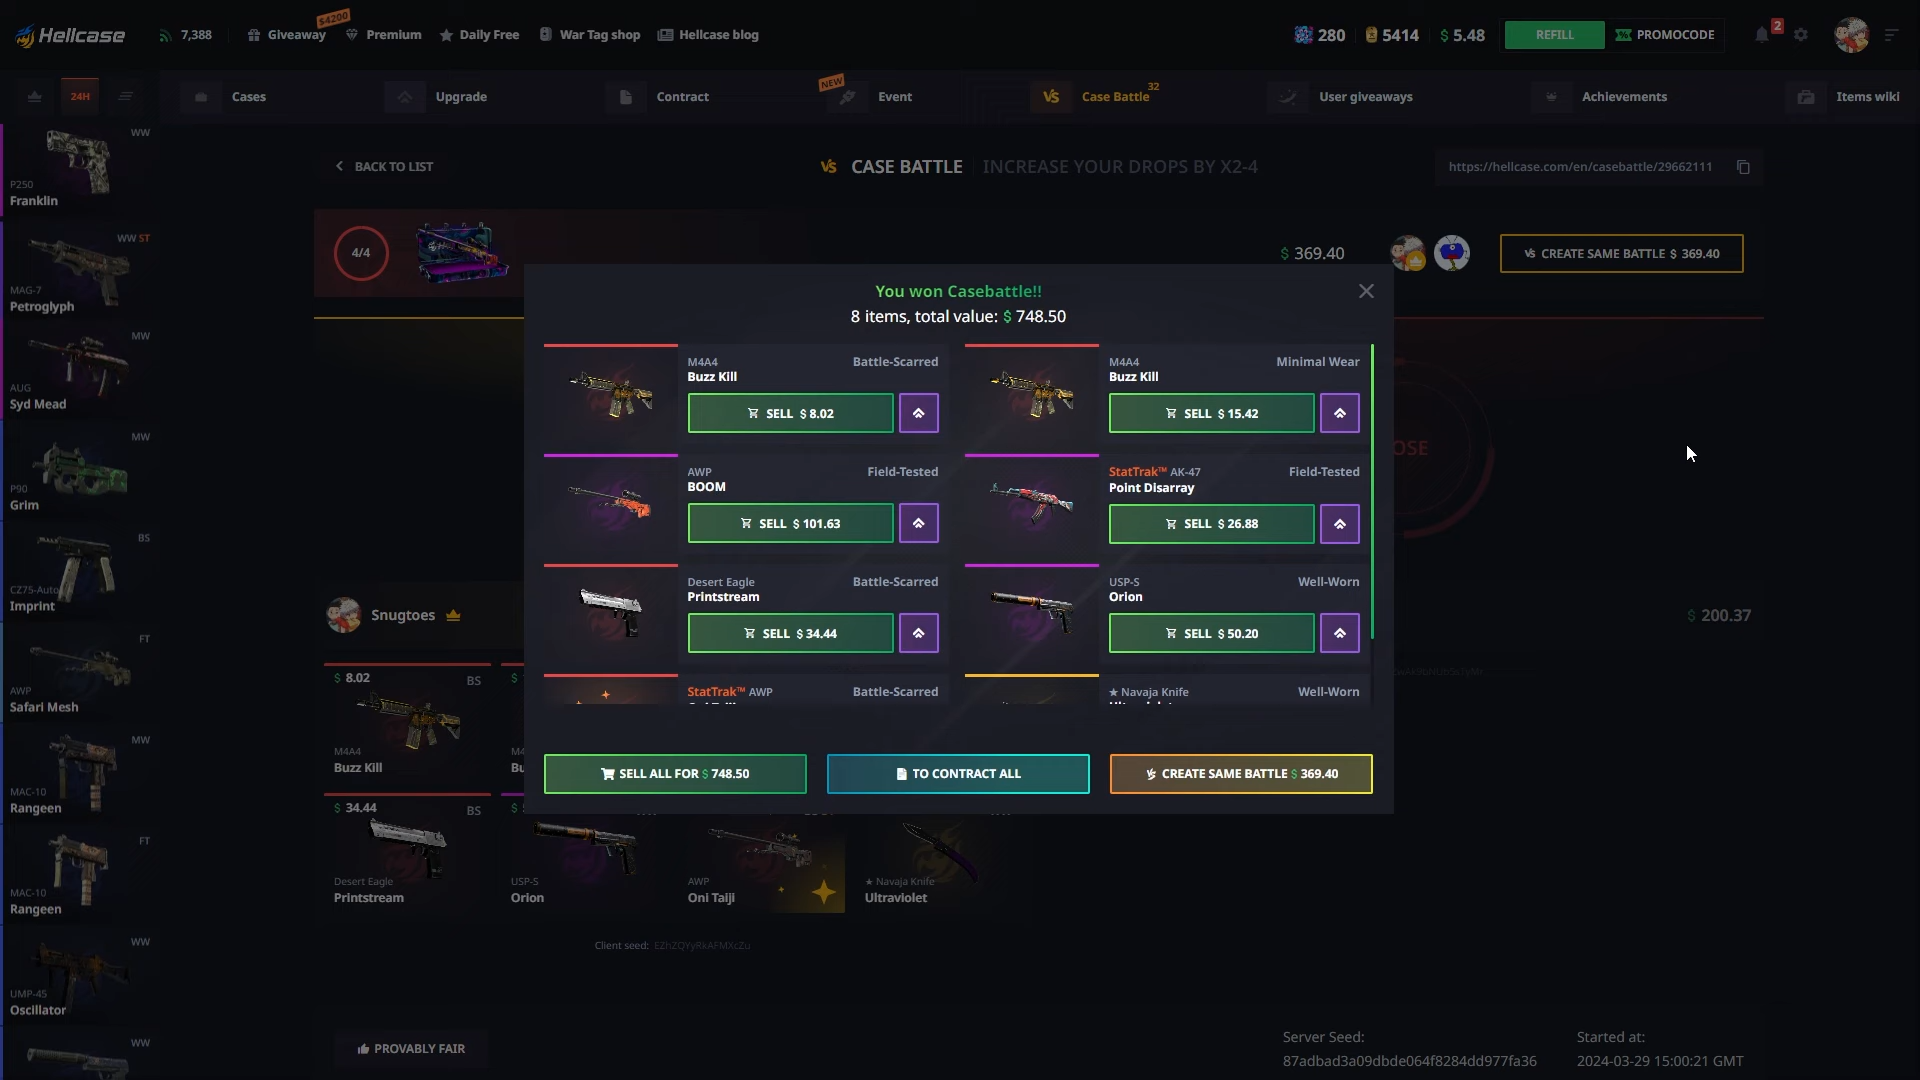 Hellcase
7,388
Giveaway
$4200
Premium
Daily Free
War Tag shop
Hellcase blog
280
5414
$ 5.48
REFILL
PROMOCODE
2
24H
Cases
Upgrade
Contract
NEW
Event
VS Case Battle 32
User giveaways
Achievements
Items wiki
BACK TO LIST
VS CASE BATTLE INCREASE YOUR DROPS BY X2-4
https://hellcase.com/en/casebattle/29662111
4/4
$ 369.40
VS CREATE SAME BATTLE $ 369.40
You won Casebattle!!
8 items, total value: $ 748.50
M4A4 Battle-Scarred
Buzz Kill
SELL $ 8.02
M4A4 Minimal Wear
Buzz Kill
SELL $ 15.42
AWP Field-Tested
BOOM
SELL $ 101.63
StatTrak™ AK-47 Field-Tested
Point Disarray
SELL $ 26.88
Desert Eagle Battle-Scarred
Printstream
SELL $ 34.44
USP-S Well-Worn
Orion
SELL $ 50.20
StatTrak™ AWP Battle-Scarred
★ Navaja Knife Well-Worn
SELL ALL FOR $ 748.50
TO CONTRACT ALL
CREATE SAME BATTLE $ 369.40
OSE
Snugtoes
$ 200.37
$ 8.02 BS
M4A4
Buzz Kill
$ 34.44 BS
Desert Eagle
Printstream
USP-S
Orion
AWP
Oni Taiji
★ Navaja Knife
Ultraviolet
Client seed: EZhZQYyRkAFMXcZu
PROVABLY FAIR
Server Seed:
87adbad3a09dbde064f8284dd977fa36
Started at:
2024-03-29 15:00:21 GMT
WW
P250
Franklin
WW ST
MAG-7
Petroglyph
MW
AUG
Syd Mead
MW
P90
Grim
BS
CZ75-Auto
Imprint
FT
AWP
Safari Mesh
MW
MAC-10
Rangeen
FT
MAC-10
Rangeen
WW
UMP-45
Oscillator
WW